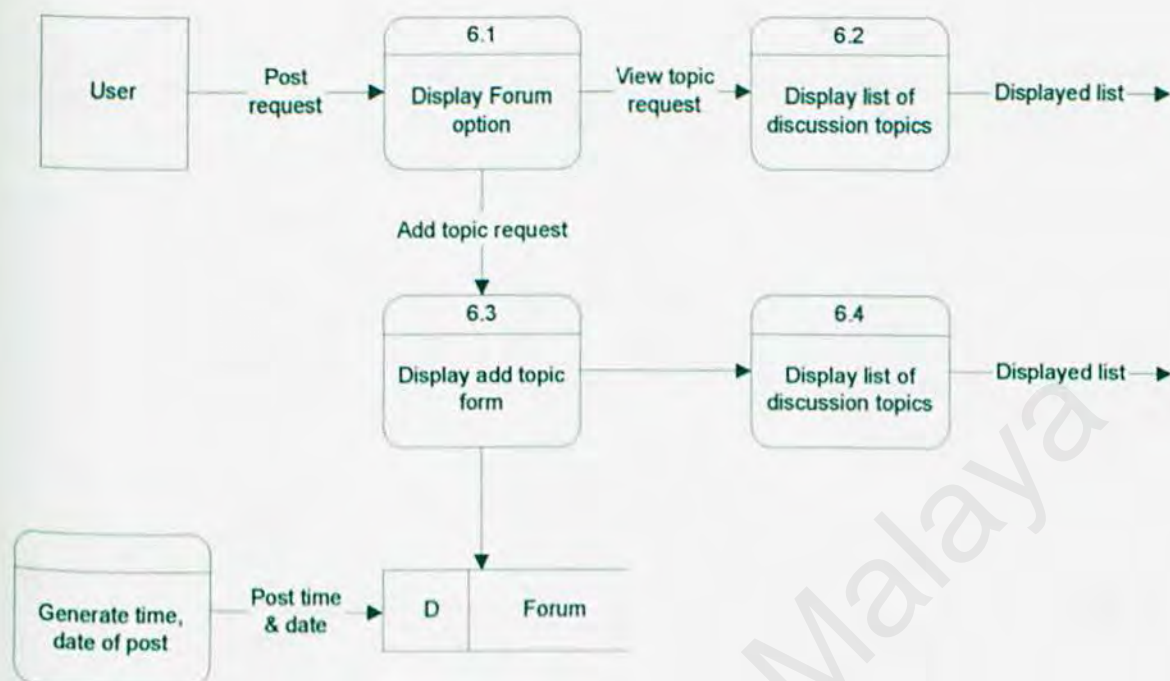 User
Post
request
6.1
Display Forum
option
View topic
request
6.2
Display list of
discussion topics
Displayed list
Add topic request
6.3
Display add topic
form
6.4
Display list of
discussion topics
Displayed list
Generate time,
date of post
Post time
& date
D
Forum
Malaya